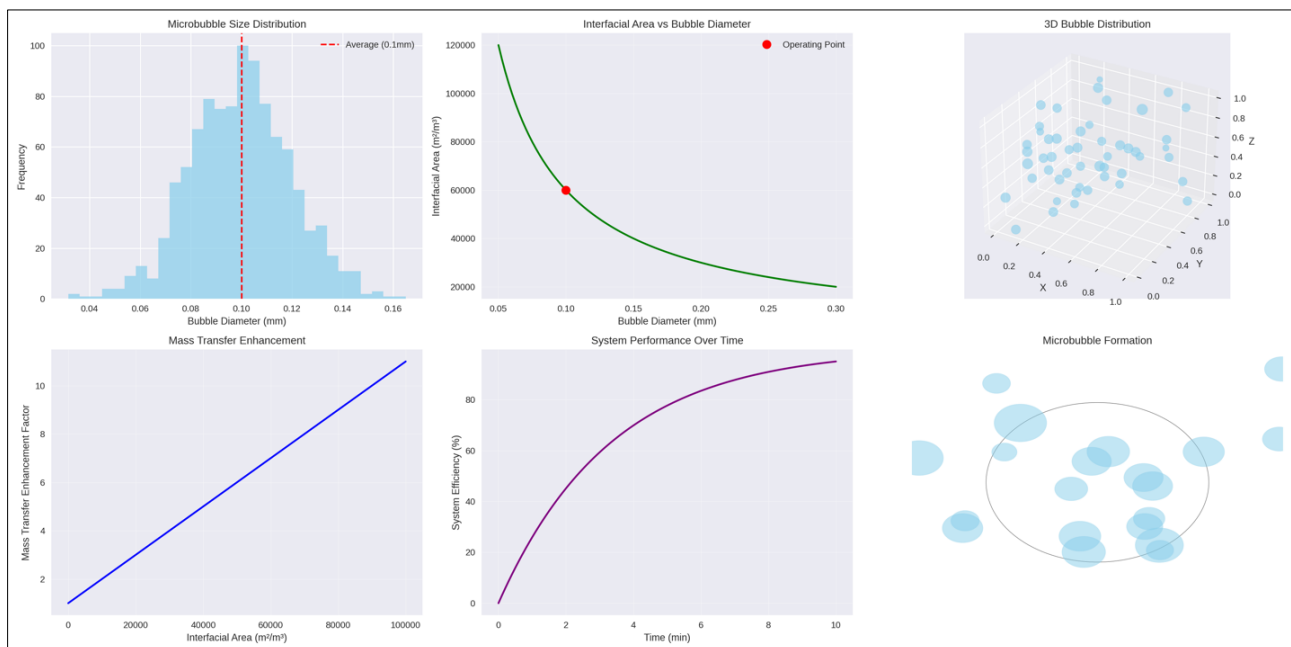 Microbubble Size Distribution
Average (0.1mm)
100
80
60
40
20
0
Frequency
0.04 0.06 0.08 0.10 0.12 0.14 0.16
Bubble Diameter (mm)
Interfacial Area vs Bubble Diameter
Operating Point
120000
100000
80000
60000
40000
20000
Interfacial Area (m²/m³)
0.05 0.10 0.15 0.20 0.25 0.30
Bubble Diameter (mm)
3D Bubble Distribution
1.0
0.8
0.6
0.4
0.2
0.0
Z
0.0 0.2 0.4 0.6 0.8 1.0
X
0.0 0.2 0.4 0.6 0.8 1.0
Y
Mass Transfer Enhancement
10
8
6
4
2
Mass Transfer Enhancement Factor
0 20000 40000 60000 80000 100000
Interfacial Area (m²/m³)
System Performance Over Time
80
60
40
20
0
System Efficiency (%)
0 2 4 6 8 10
Time (min)
Microbubble Formation